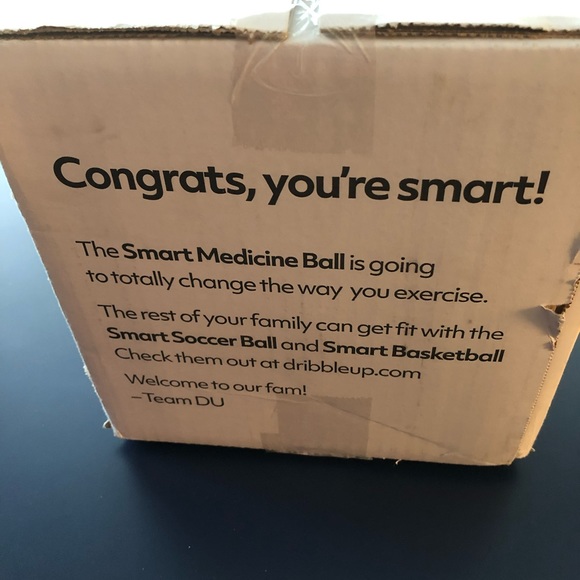 Congrats, you're smart!
The Smart Medicine Ball is going
to totally change the way you exercise.
The rest of your family can get fit with the
Smart Soccer Ball and Smart Basketball
Check them out at dribbleup.com
Welcome to our fam!
–Team DU